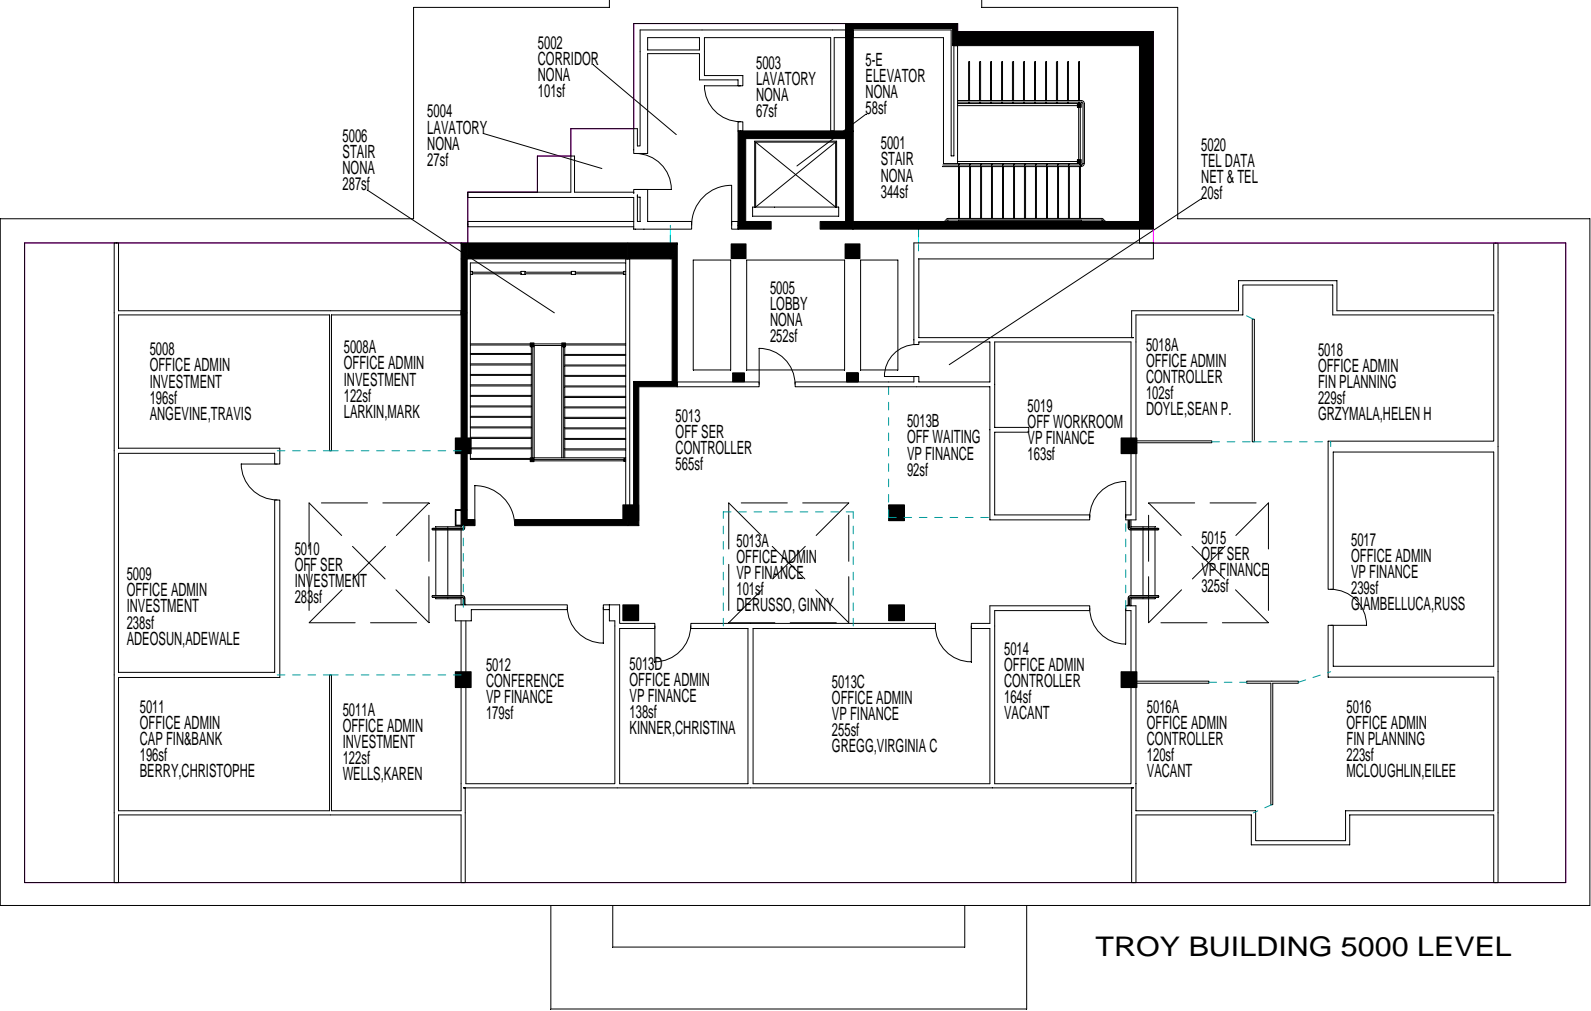 5002
CORRIDOR
NONA
101sf
5003
LAVATORY
NONA
67sf
5-E
ELEVATOR
NONA
58sf
5004
LAVATORY
NONA
27sf
5006
STAIR
NONA
287sf
5001
STAIR
NONA
344sf
5020
TEL DATA
NET & TEL
20sf
5005
LOBBY
NONA
252sf
5008
OFFICE ADMIN
INVESTMENT
196sf
ANGEVINE,TRAVIS
5008A
OFFICE ADMIN
INVESTMENT
122sf
LARKIN,MARK
5018A
OFFICE ADMIN
CONTROLLER
102sf
DOYLE,SEAN P.
5018
OFFICE ADMIN
FIN PLANNING
229sf
GRZYMALA,HELEN H
5013
OFF SER
CONTROLLER
565sf
5013B
OFF WAITING
VP FINANCE
92sf
5019
OFF WORKROOM
VP FINANCE
163sf
5009
OFFICE ADMIN
INVESTMENT
238sf
ADEOSUN,ADEWALE
5010
OFF SER
INVESTMENT
283sf
5013A
OFFICE ADMIN
VP FINANCE
101sf
DERUSSO, GINNY
5015
OFF SER
VP FINANCE
325sf
5017
OFFICE ADMIN
VP FINANCE
239sf
GIAMBELLUCA,RUSS
5011
OFFICE ADMIN
CAP FIN&BANK
196sf
BERRY,CHRISTOPHE
5011A
OFFICE ADMIN
INVESTMENT
122sf
WELLS,KAREN
5012
CONFERENCE
VP FINANCE
179sf
5013D
OFFICE ADMIN
VP FINANCE
138sf
KINNER,CHRISTINA
5013C
OFFICE ADMIN
VP FINANCE
255sf
GREGG,VIRGINIA C
5014
OFFICE ADMIN
CONTROLLER
164sf
VACANT
5016A
OFFICE ADMIN
CONTROLLER
120sf
VACANT
5016
OFFICE ADMIN
FIN PLANNING
223sf
MCLOUGHLIN,EILEE
TROY BUILDING 5000 LEVEL